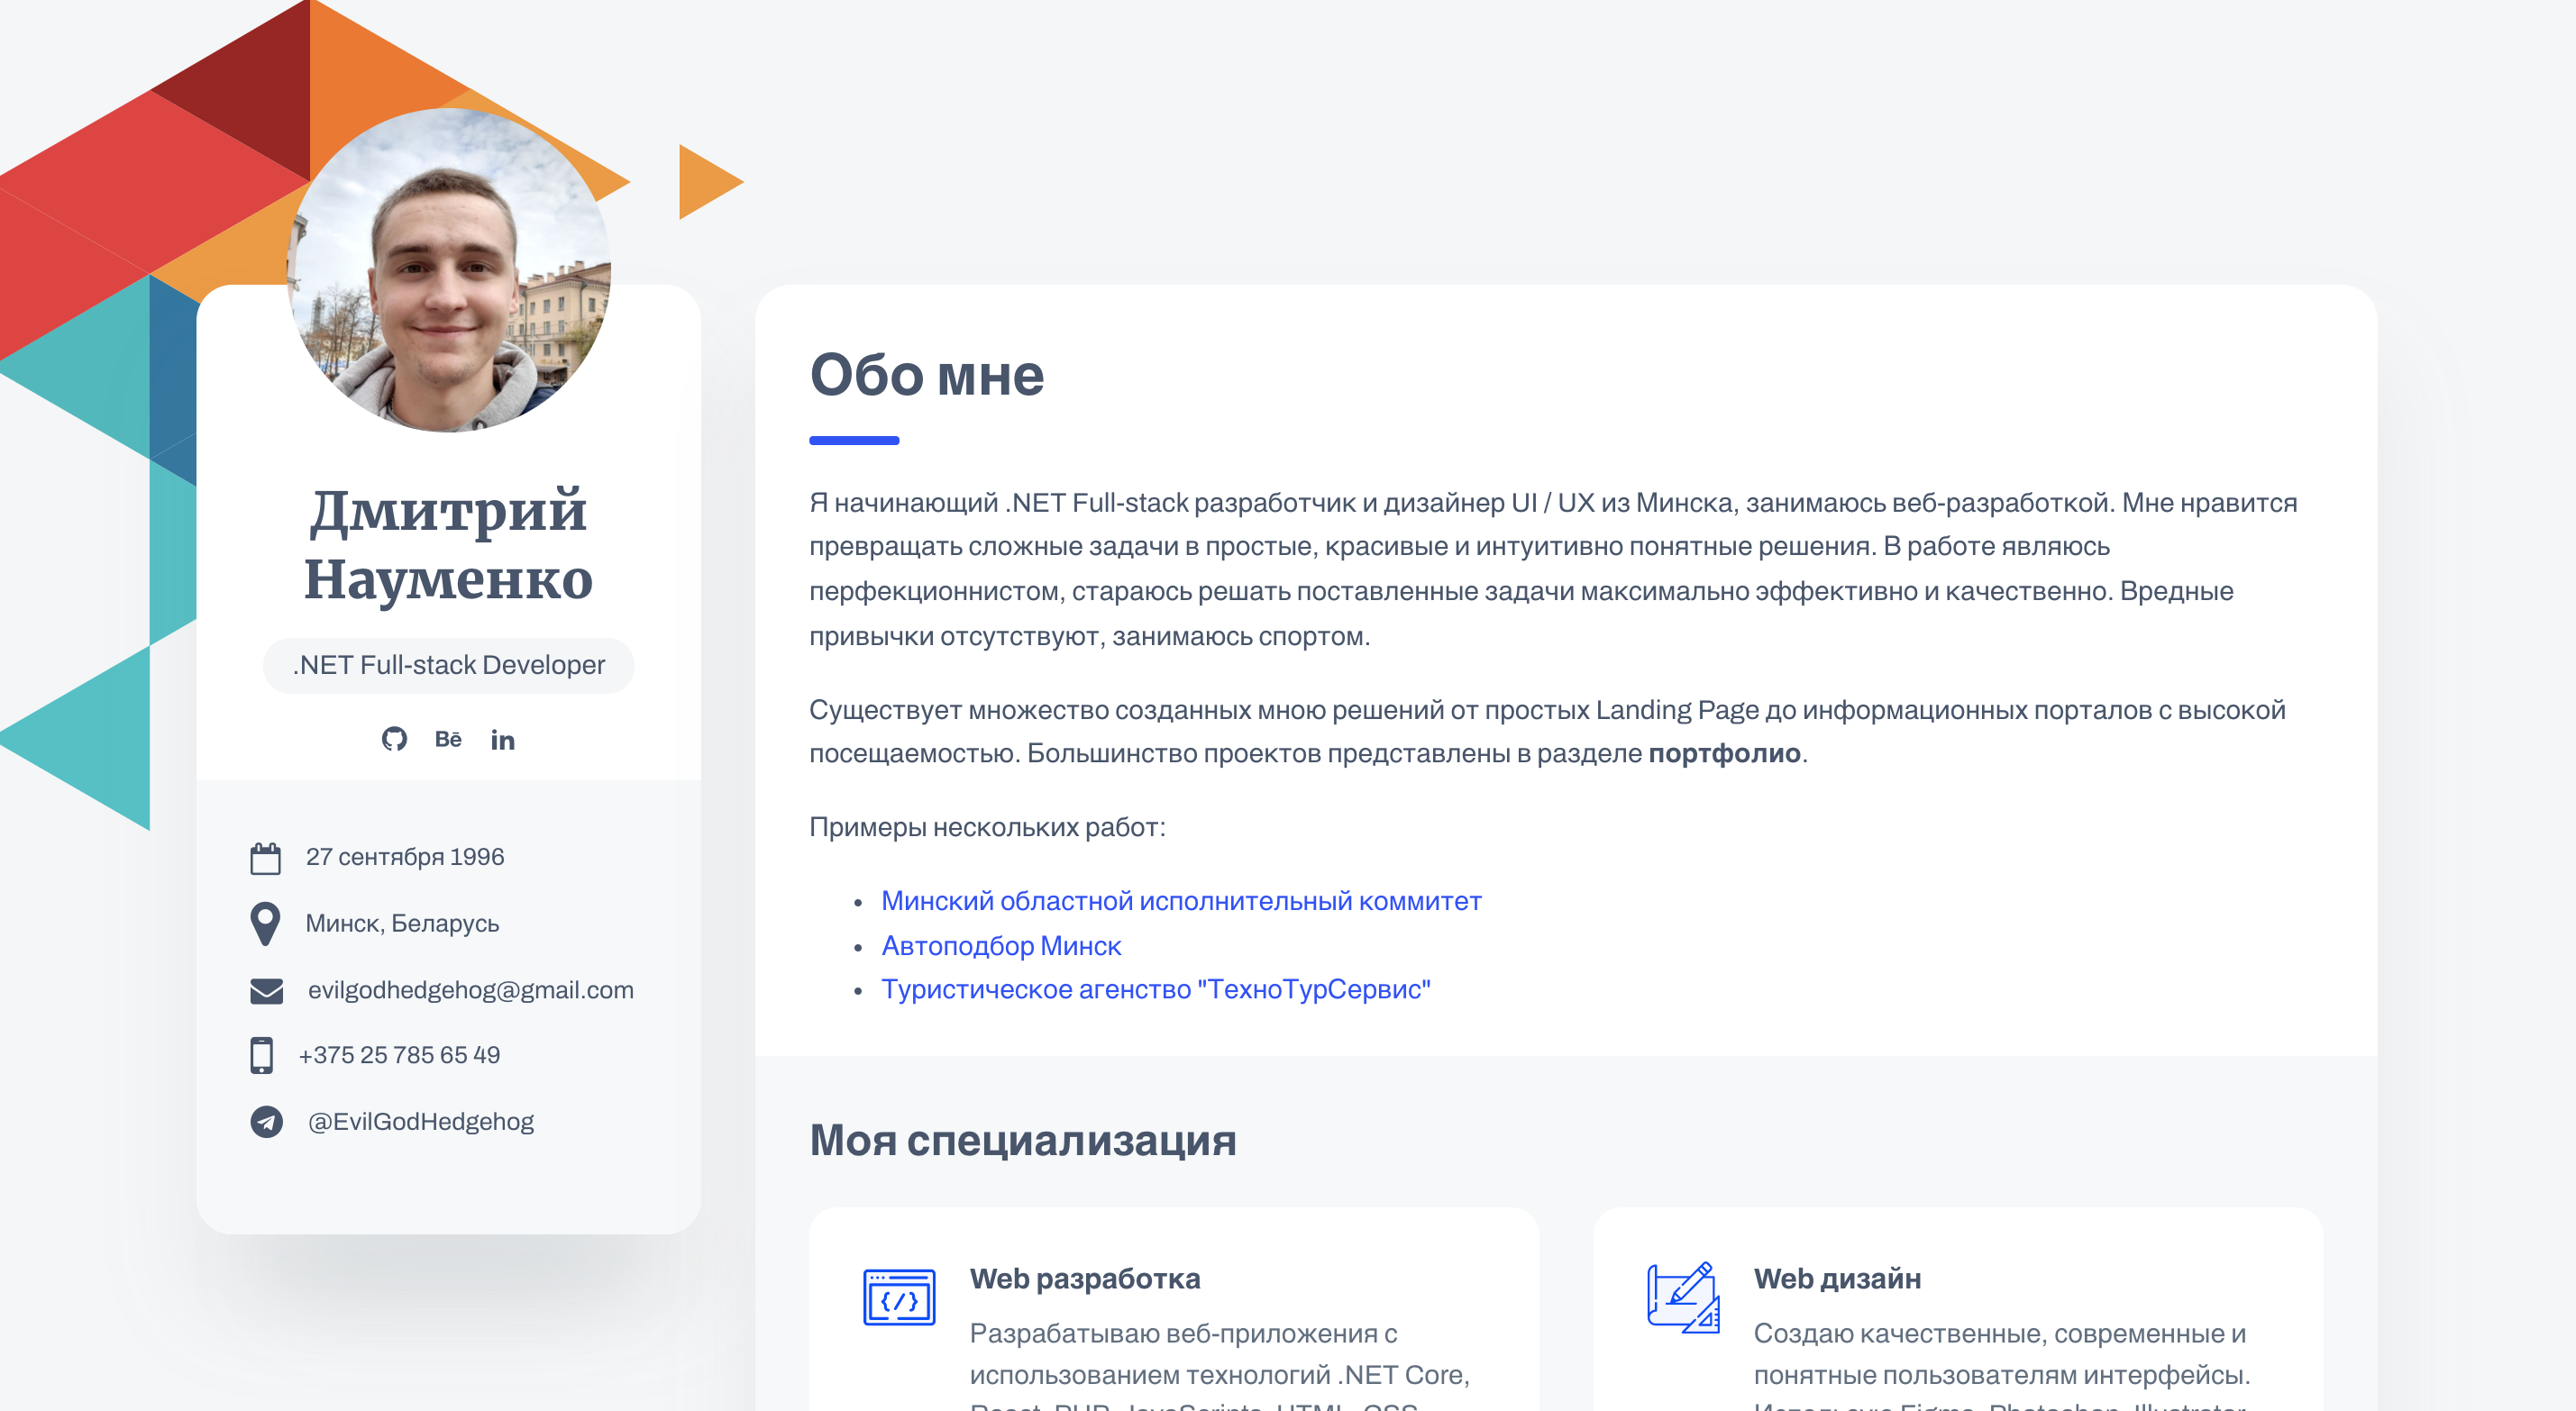 Дмитрий
Науменко
.NET Full-stack Developer
Bē in
27 сентября 1996
Минск, Беларусь
evilgodhedgehog@gmail.com
+375 25 785 65 49
@EvilGodHedgehog
Обо мне
Я начинающий .NET Full-stack разработчик и дизайнер UI / UX из Минска, занимаюсь веб-разработкой. Мне нравится
превращать сложные задачи в простые, красивые и интуитивно понятные решения. В работе являюсь
перфекционнистом, стараюсь решать поставленные задачи максимально эффективно и качественно. Вредные
привычки отсутствуют, занимаюсь спортом.
Существует множество созданных мною решений от простых Landing Page до информационных порталов с высокой
посещаемостью. Большинство проектов представлены в разделе портфолио.
Примеры нескольких работ:
• Минский областной исполнительный коммитет
• Автоподбор Минск
• Туристическое агенство "ТехноТурСервис"
Моя специализация
Web разработка
Разрабатываю веб-приложения с
использованием технологий .NET Core,
Web дизайн
Создаю качественные, современные и
понятные пользователям интерфейсы.